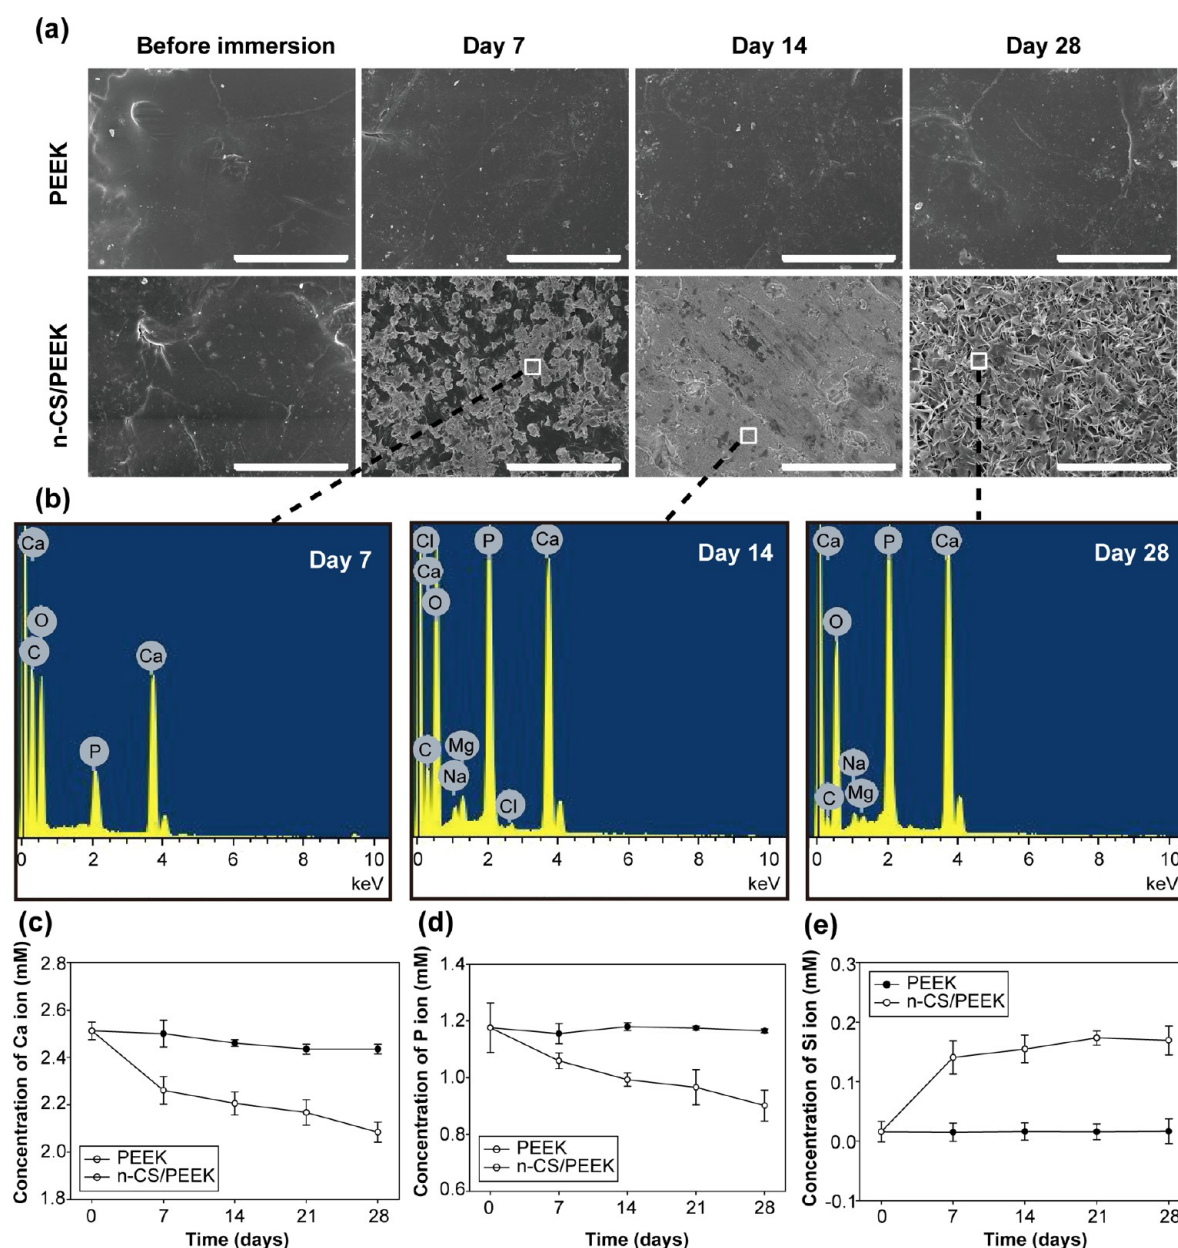 (a)
Before immersion
Day 7
Day 14
Day 28
PEEK
n-CS/PEEK
(b)
Day 7
Ca
O
C
P
Ca
0 2 4 6 8 10
keV
Day 14
Cl
Ca
O
C
Na
Mg
P
Cl
Ca
0 2 4 6 8 10
keV
Day 28
Ca
O
C
Na
Mg
P
Ca
0 2 4 6 8 10
keV
(c)
Concentration of Ca ion (mM)
2.8
2.6
2.4
2.2
2.0
1.8
PEEK
n-CS/PEEK
0 7 14 21 28
Time (days)
(d)
Concentration of P ion (mM)
1.4
1.2
1.0
0.8
0.6
PEEK
n-CS/PEEK
0 7 14 21 28
Time (days)
(e)
Concentration of Si ion (mM)
0.3
0.2
0.1
0.0
-0.1
PEEK
n-CS/PEEK
0 7 14 21 28
Time (days)